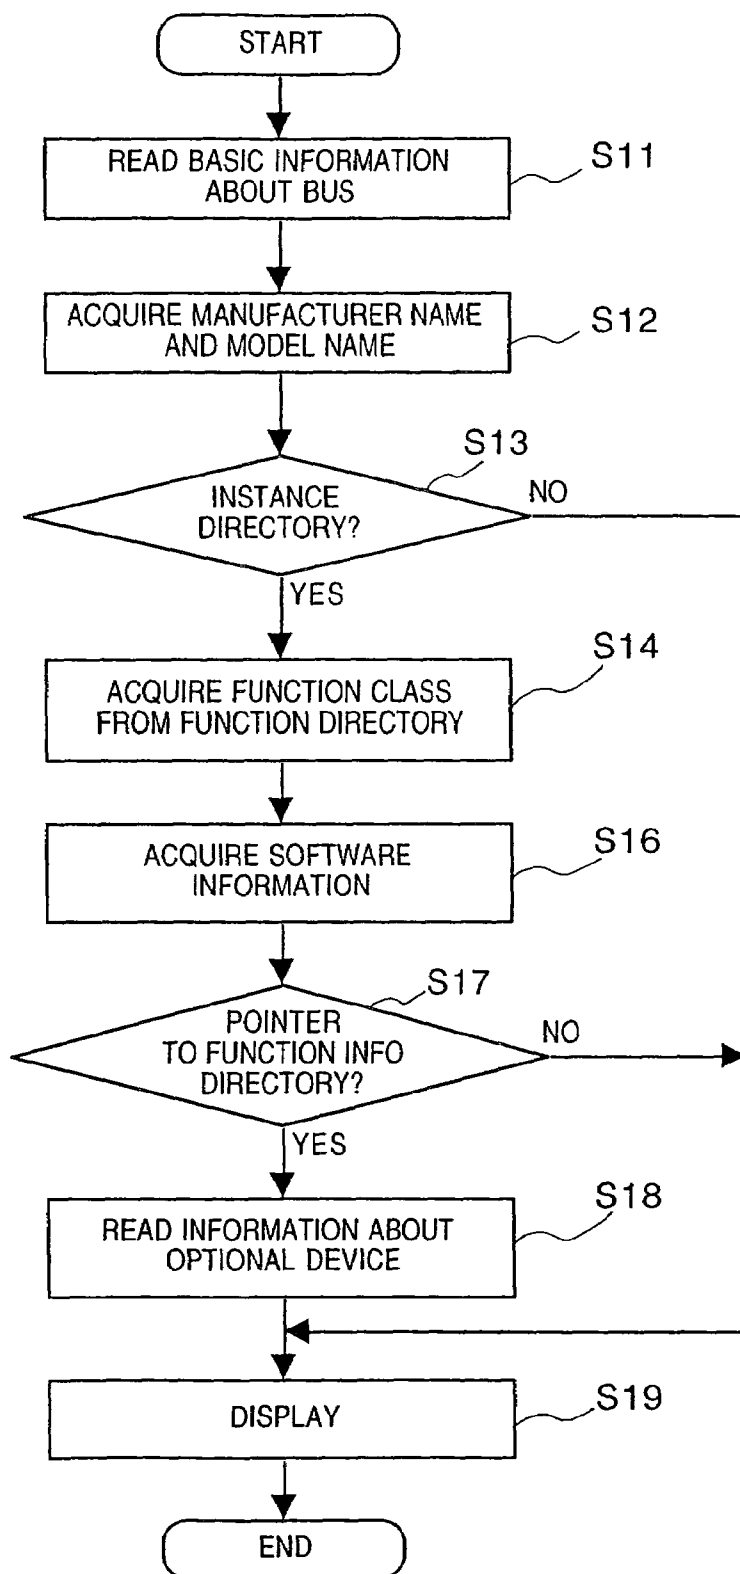 START
READ BASIC INFORMATION
ABOUT BUS
S11
ACQUIRE MANUFACTURER NAME
AND MODEL NAME
S12
S13
INSTANCE
DIRECTORY?
NO
YES
S14
ACQUIRE FUNCTION CLASS
FROM FUNCTION DIRECTORY
ACQUIRE SOFTWARE
INFORMATION
S16
S17
POINTER
TO FUNCTION INFO
DIRECTORY?
NO
YES
S18
READ INFORMATION ABOUT
OPTIONAL DEVICE
DISPLAY
S19
END